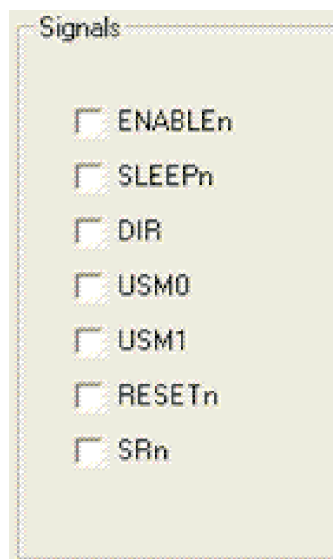 Signals
ENABLEn
SLEEPn
DIR
USM0
USM1
RESETn
SRn